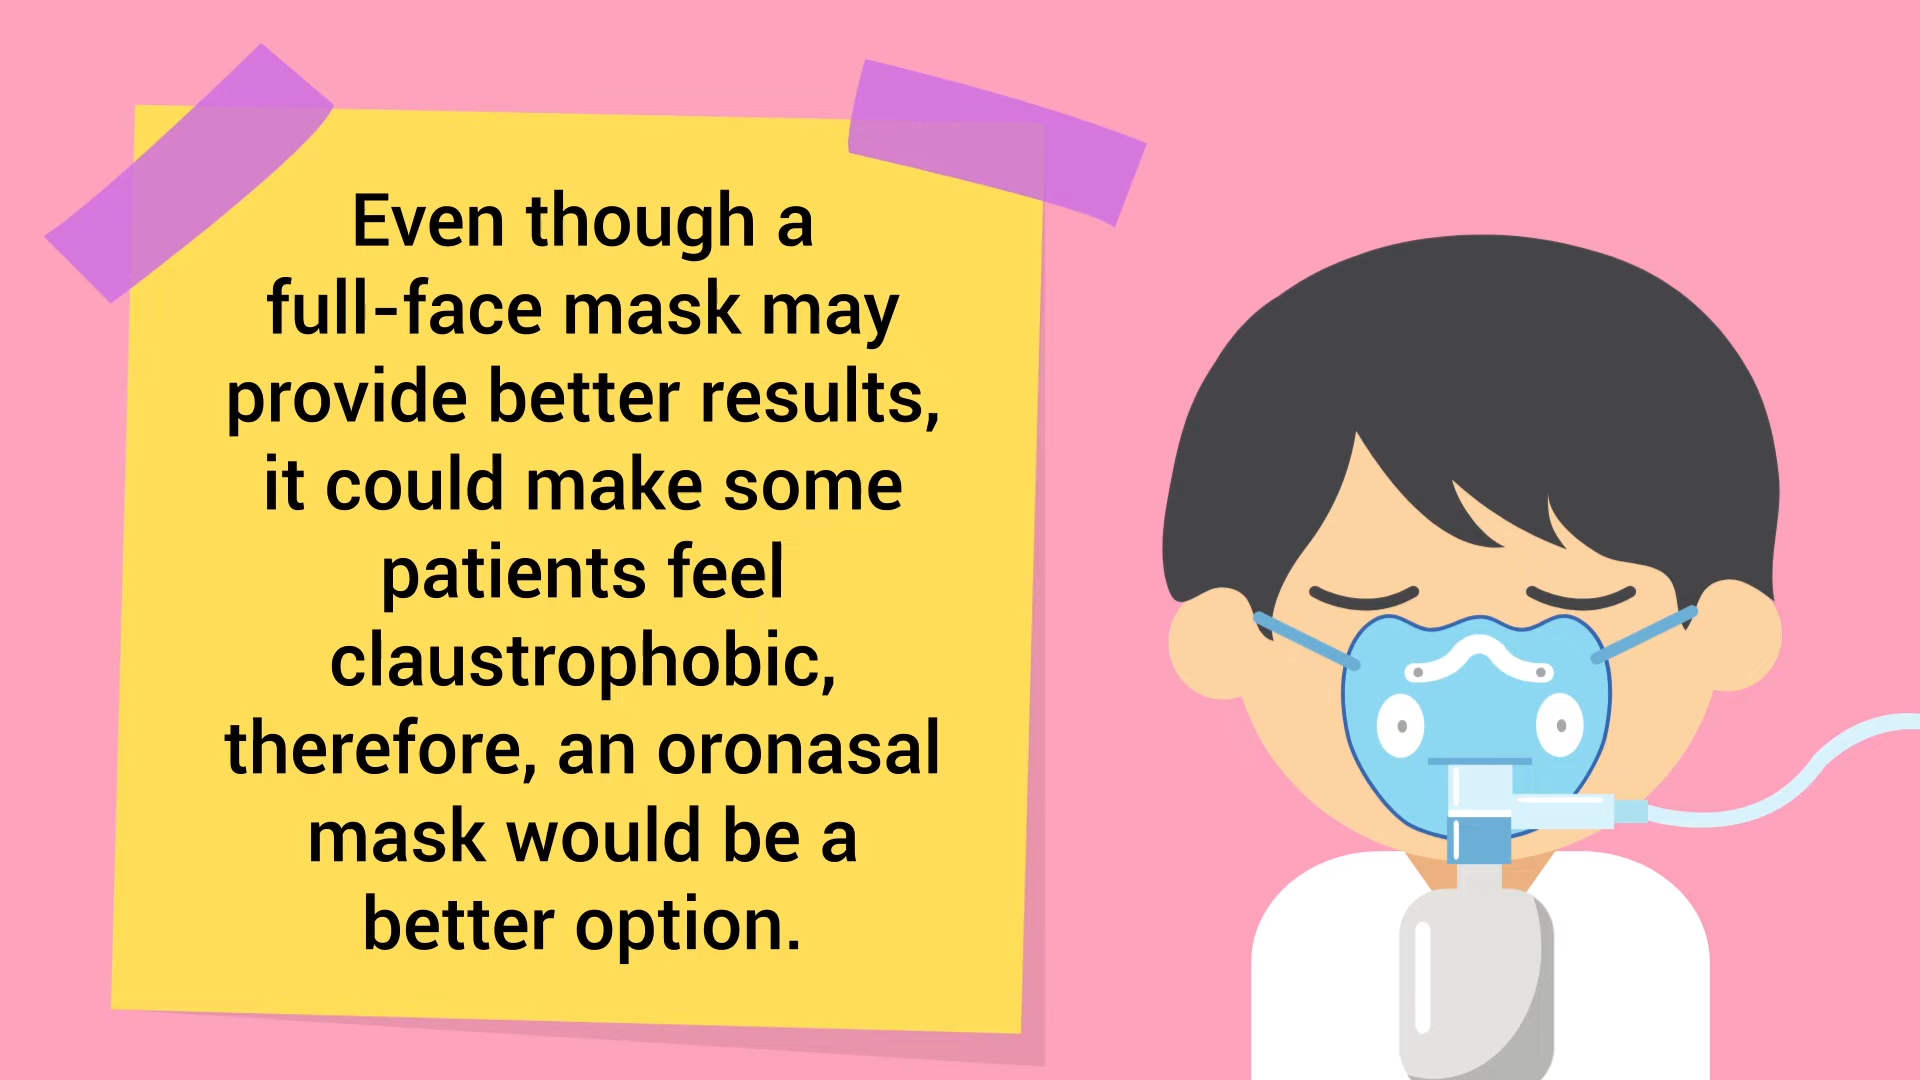 Even though a
full-face mask may
provide better results,
it could make some
patients feel
claustrophobic,
therefore, an oronasal
mask would be a
better option.